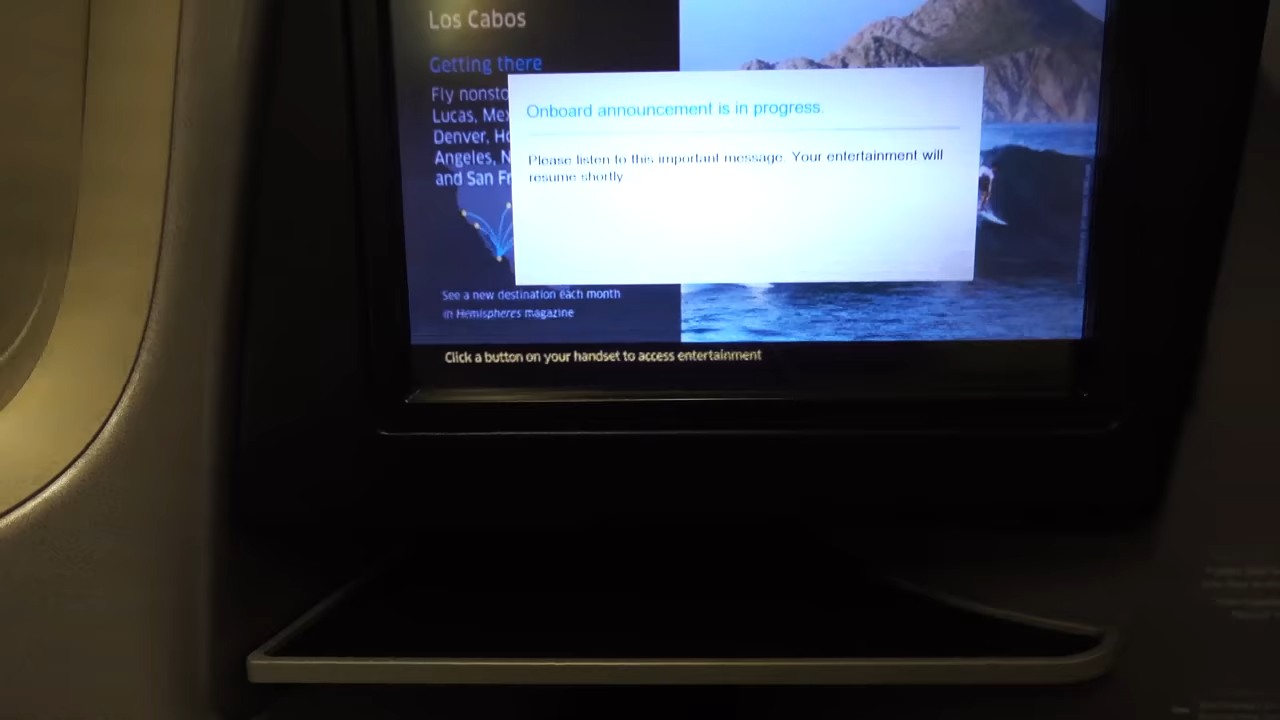 Los Cabos
Getting there
Fly nonsto
Lucas, Mex
Denver, Ho
Angeles, N
and San Fr
Onboard announcement is in progress.
Please listen to this important message. Your entertainment will
resume shortly
See a new destination each month
in Hemispheres magazine
Click a button on your handset to access entertainment